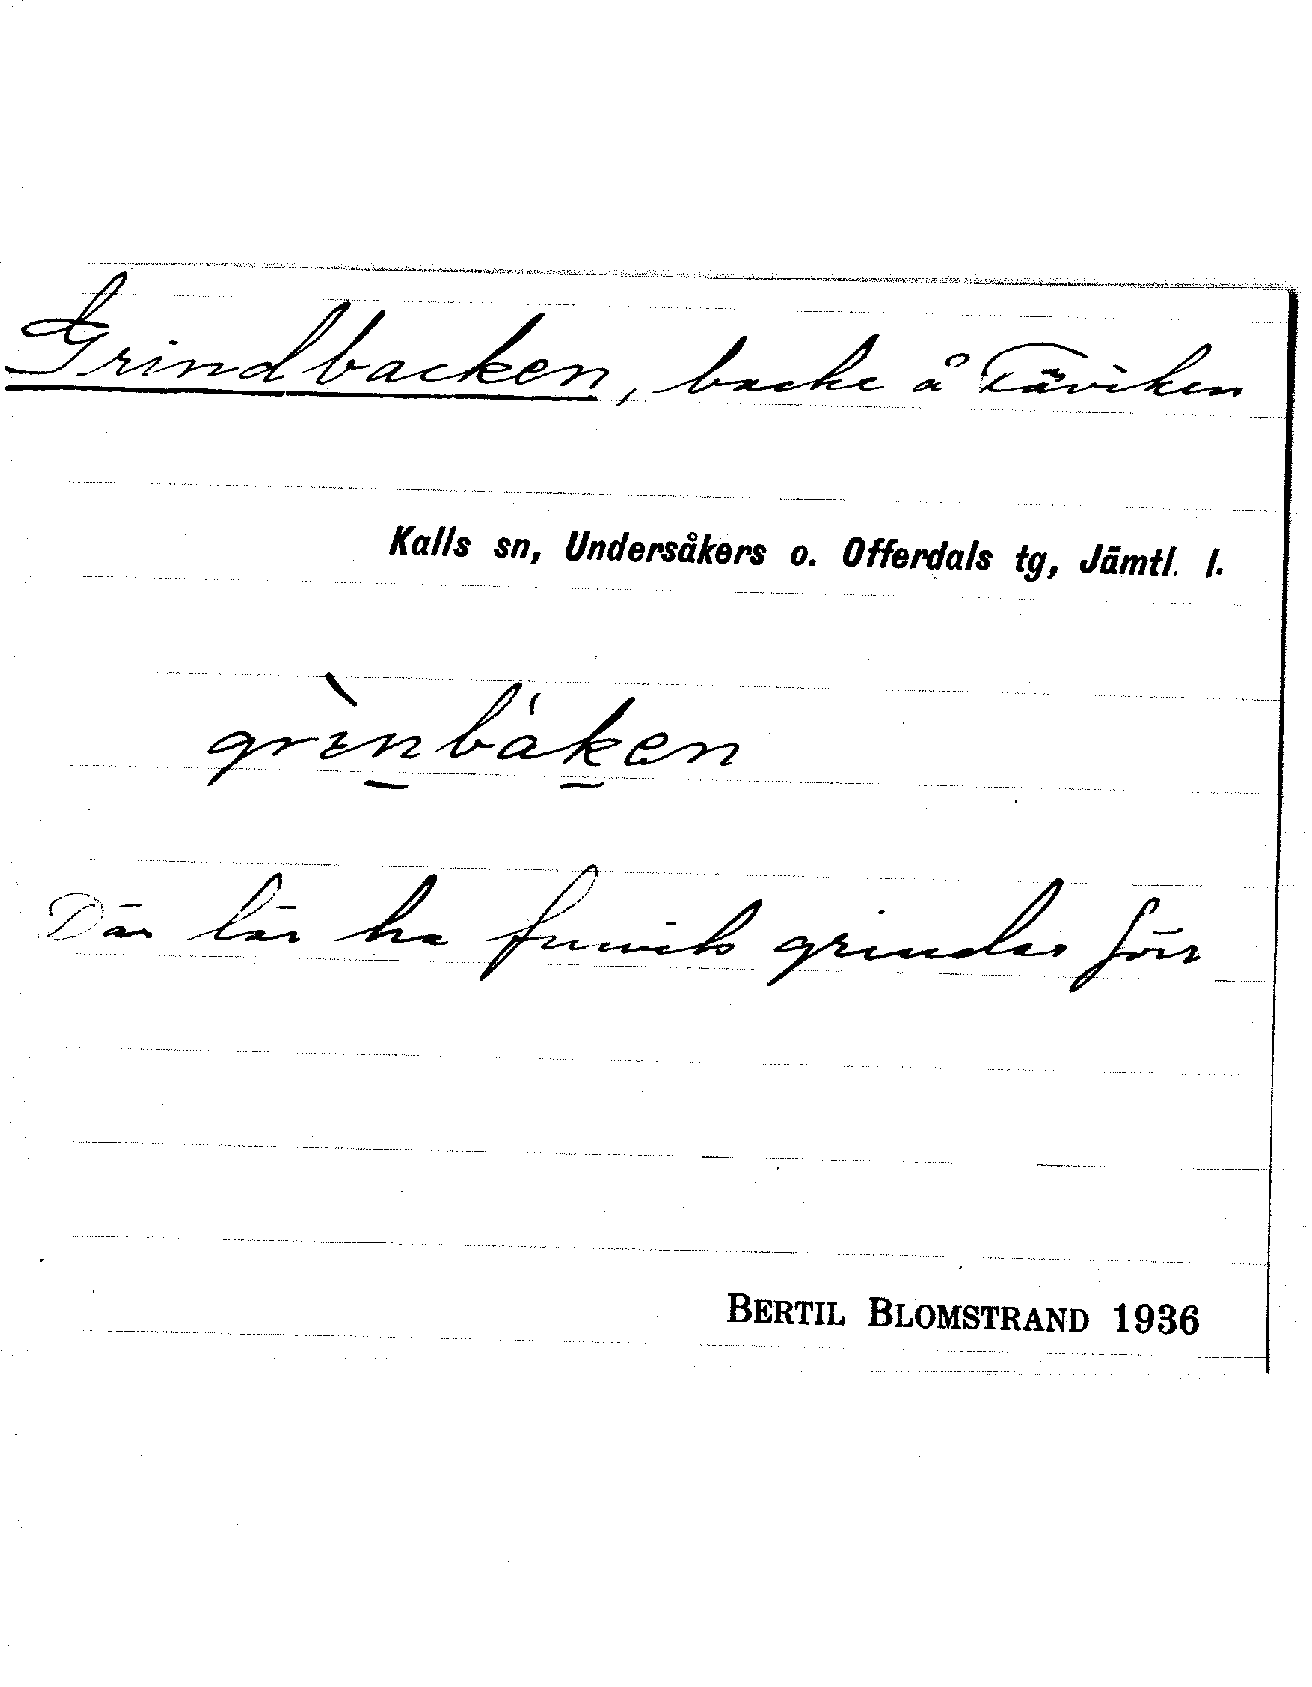 Grindbacken, backe å Täviken
Kalls sn, Undersåkers o. Offerdals tg, Jämtl. l.
grìnbáken
Där lär ha funnits grindar förr
BERTIL BLOMSTRAND 1936